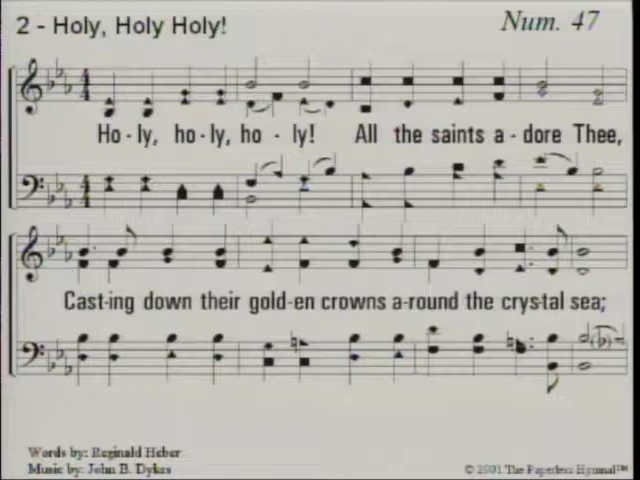 2 - Holy, Holy Holy!
Num. 47
Ho - ly, ho - ly, ho - ly! All the saints a - dore Thee,
Cast-ing down their gold-en crowns a-round the crys-tal sea;
Words by: Reginald Heber
Music by: John B. Dykes
© 2001 The Paperless Hymnal™